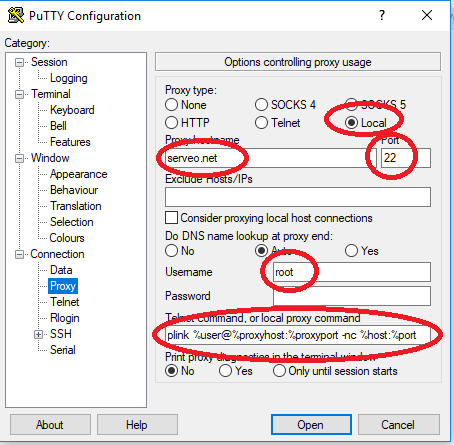 PuTTY Configuration
Category:
Session
Logging
Terminal
Keyboard
Bell
Features
Window
Appearance
Behaviour
Translation
Selection
Colours
Connection
Data
Proxy
Telnet
Rlogin
SSH
Serial
Options controlling proxy usage
Proxy type:
None SOCKS 4 SOCKS 5
HTTP Telnet Local
Proxy hostname Port
serveo.net 22
Exclude Hosts/IPs
Consider proxying local host connections
Do DNS name lookup at proxy end:
No Auto Yes
Username root
Password
Telnet command, or local proxy command
plink %user@%proxyhost:%proxyport -nc %host:%port
Print proxy diagnostics in the terminal window
No Yes Only until session starts
About Help Open Cancel